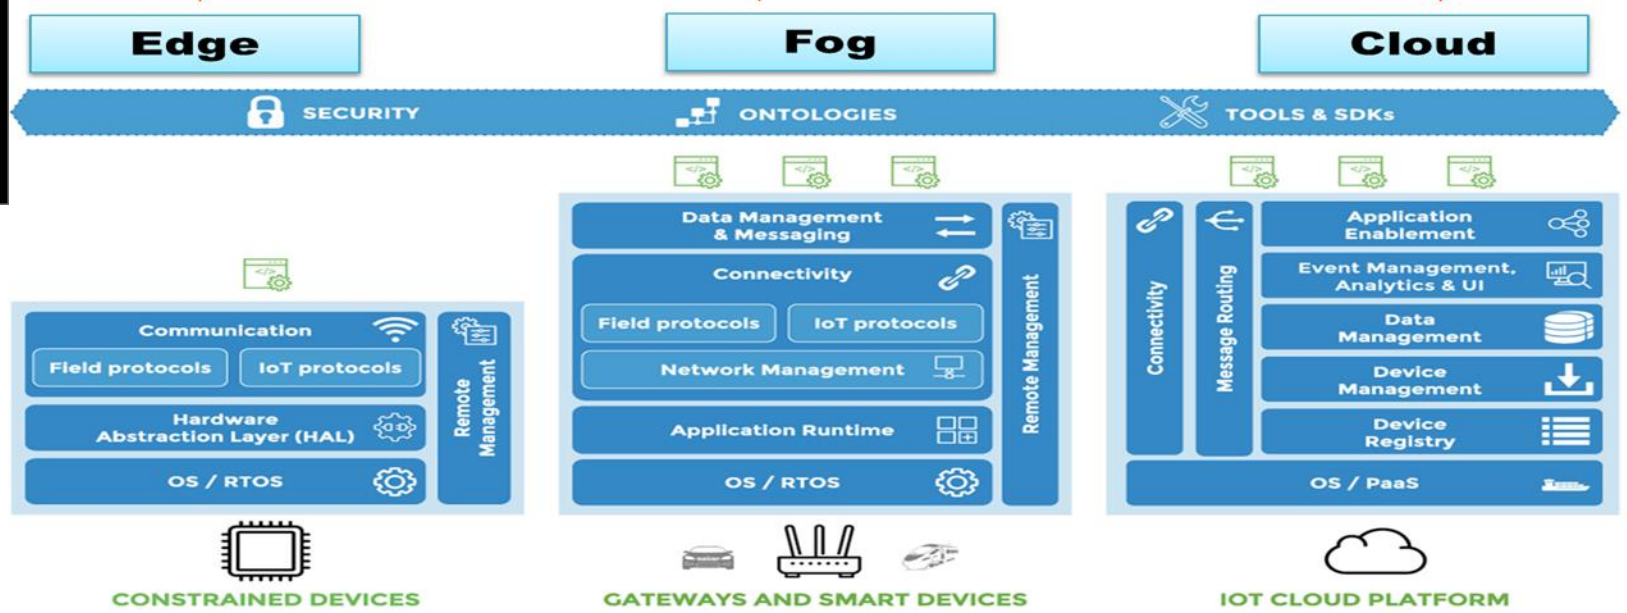 Edge
Fog
Cloud
SECURITY
ONTOLOGIES
TOOLS & SDKs
Communication
Field protocols
IoT protocols
Hardware
Abstraction Layer (HAL)
OS / RTOS
Remote
Management
CONSTRAINED DEVICES
Data Management
& Messaging
Connectivity
Field protocols
IoT protocols
Network Management
Application Runtime
OS / RTOS
Remote Management
GATEWAYS AND SMART DEVICES
Connectivity
Message Routing
Application
Enablement
Event Management,
Analytics & UI
Data
Management
Device
Management
Device
Registry
OS / PaaS
IOT CLOUD PLATFORM